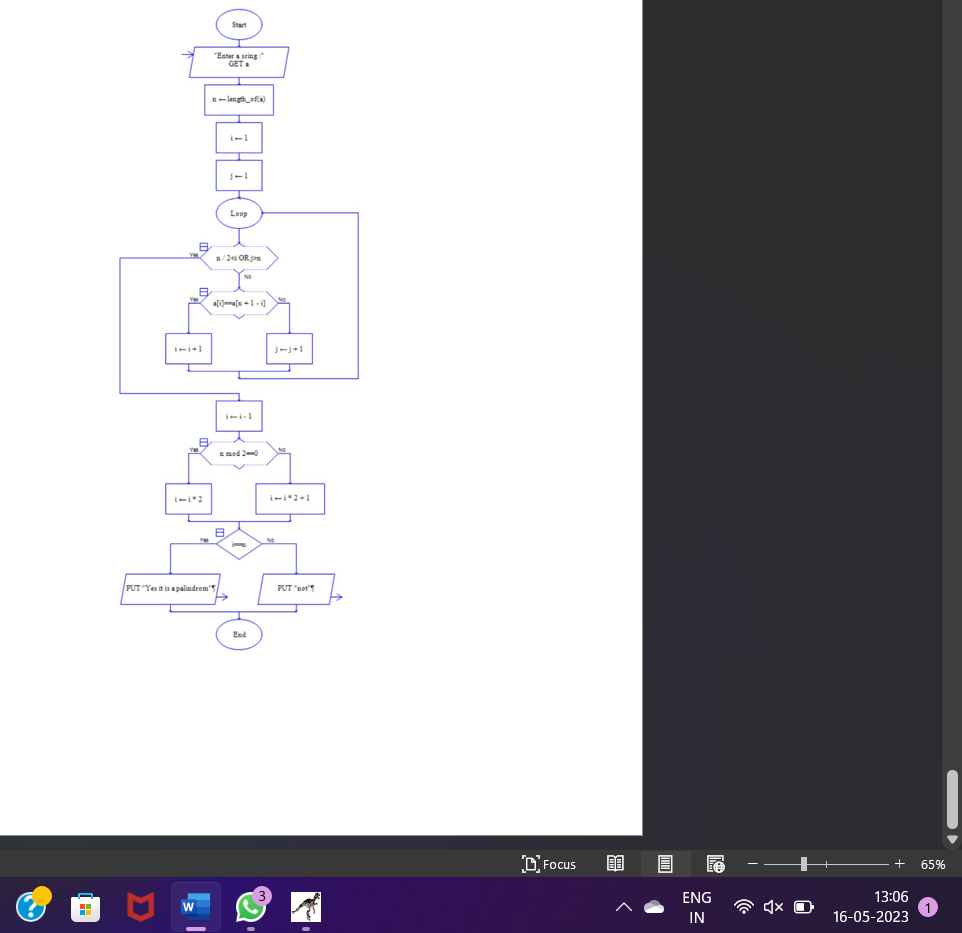 Start
"Enter a sring :"
GET a
n ← length_of(a)
i ← 1
j ← 1
Loop
n / 2<i OR j>n
Yes
No
a[i]==a[n + 1 - i]
Yes
No
i ← i + 1
j ← j + 1
i ← i - 1
n mod 2==0
Yes
No
i ← i * 2
i ← i * 2 + 1
i==n
Yes
No
PUT "Yes it is a palindrom"¶
PUT "not"¶
End
Focus
65%
3
ENG
IN
13:06
16-05-2023
1